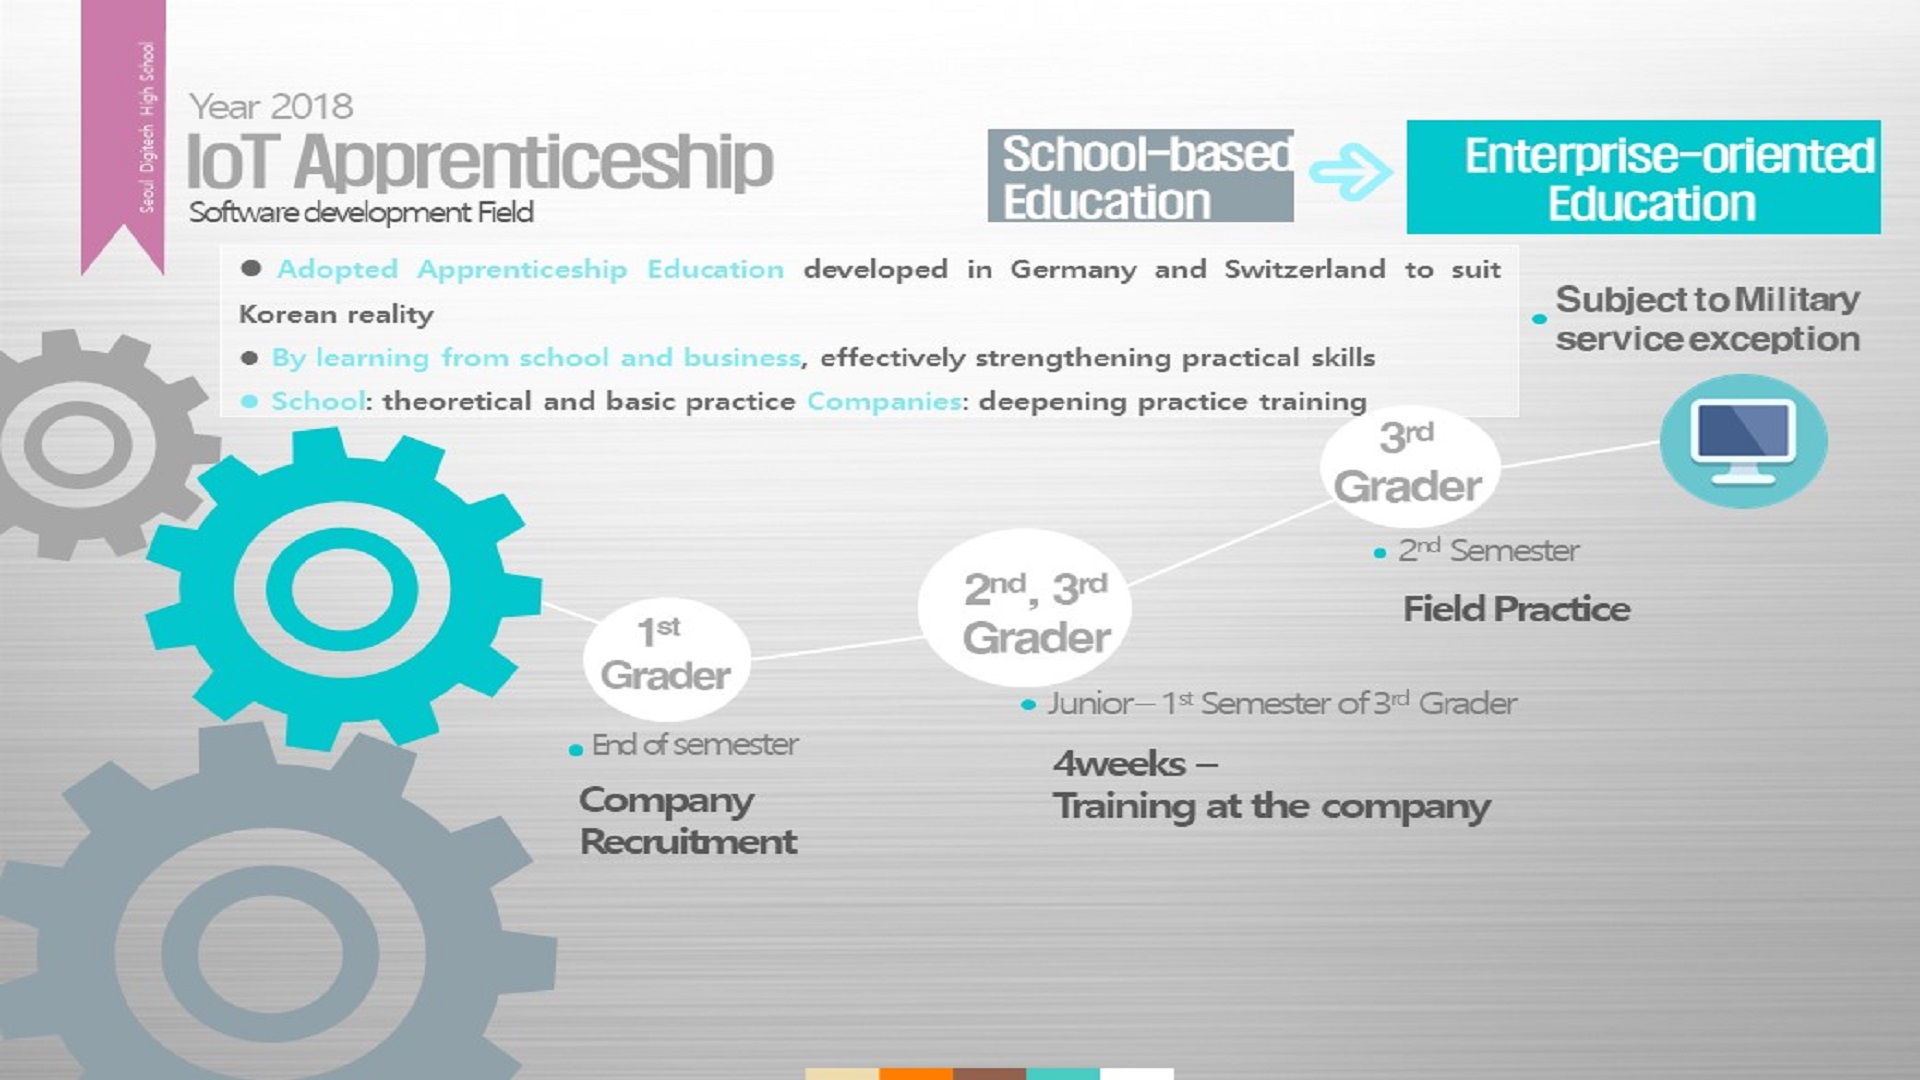 Seoul Digitech High School
Year 2018
IoT Apprenticeship
Software development Field
School-based
Education
Enterprise-oriented
Education
● Adopted Apprenticeship Education developed in Germany and Switzerland to suit
Korean reality
● By learning from school and business, effectively strengthening practical skills
● School: theoretical and basic practice Companies: deepening practice training
• Subject to Military
service exception
3rd
Grader
• 2nd Semester
Field Practice
2nd, 3rd
Grader
• Junior– 1st Semester of 3rd Grader
4weeks –
Training at the company
1st
Grader
• End of semester
Company
Recruitment